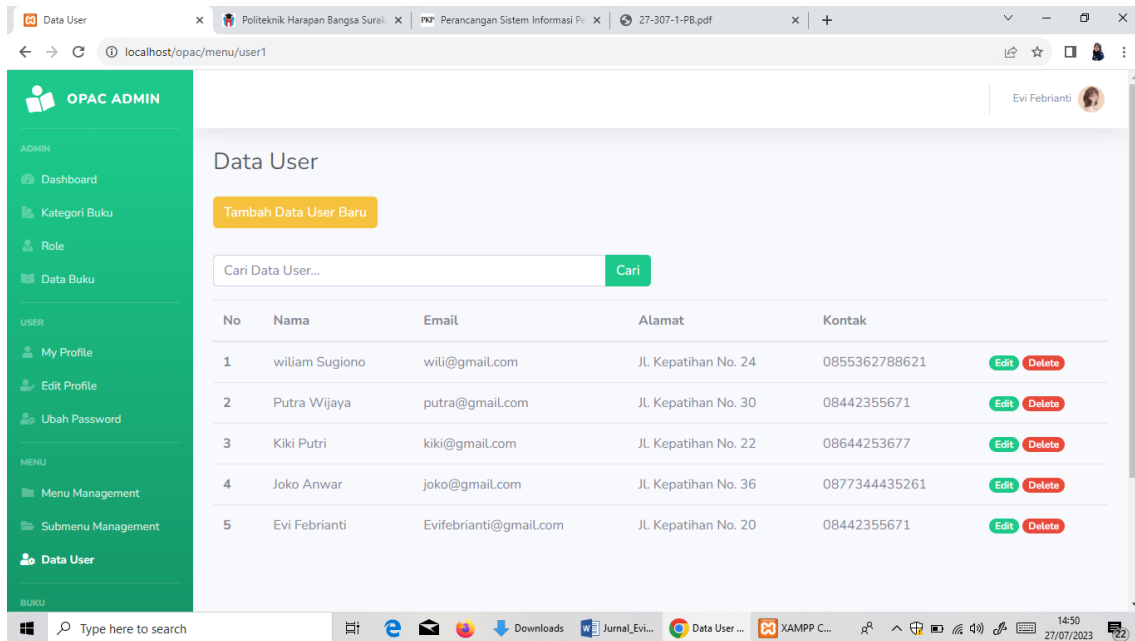 Data User
Politeknik Harapan Bangsa Surak
PKP Perancangan Sistem Informasi Pe
27-307-1-PB.pdf
localhost/opac/menu/user1
OPAC ADMIN
Evi Febrianti
ADMIN
Dashboard
Kategori Buku
Role
Data Buku
USER
My Profile
Edit Profile
Ubah Password
MENU
Menu Management
Submenu Management
Data User
BUKU
Data User
Tambah Data User Baru
Cari Data User... Cari
No Nama Email Alamat Kontak
1 wiliam Sugiono wili@gmail.com Jl. Kepatihan No. 24 0855362788621 Edit Delete
2 Putra Wijaya putra@gmail.com Jl. Kepatihan No. 30 08442355671 Edit Delete
3 Kiki Putri kiki@gmail.com Jl. Kepatihan No. 22 08644253677 Edit Delete
4 Joko Anwar joko@gmail.com Jl. Kepatihan No. 36 0877344435261 Edit Delete
5 Evi Febrianti Evifebrianti@gmail.com Jl. Kepatihan No. 20 08442355671 Edit Delete
Type here to search
Downloads
Jurnal_Evi...
Data User ...
XAMPP C...
14:50
27/07/2023
22